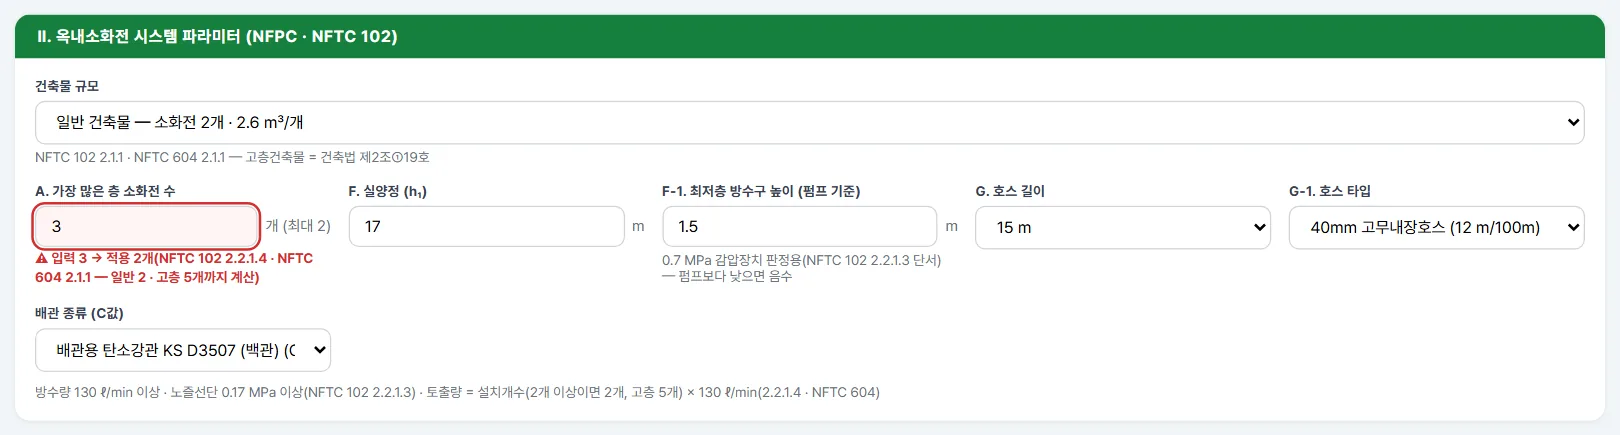 II. 옥내소화전 시스템 파라미터 (NFPC · NFTC 102)
건축물 규모
일반 건축물 — 소화전 2개 · 2.6 m³/개
NFTC 102 2.1.1 · NFTC 604 2.1.1 — 고층건축물 = 건축법 제2조①19호
A. 가장 많은 층 소화전 수
3
개 (최대 2)
⚠ 입력 3 → 적용 2개(NFTC 102 2.2.1.4 · NFTC
604 2.1.1 — 일반 2 · 고층 5개까지 계산)
F. 실양정 (h₁)
17
m
F-1. 최저층 방수구 높이 (펌프 기준)
1.5
m
0.7 MPa 감압장치 판정용(NFTC 102 2.2.1.3 단서)
— 펌프보다 낮으면 음수
G. 호스 길이
15 m
G-1. 호스 타입
40mm 고무내장호스 (12 m/100m)
배관 종류 (C값)
배관용 탄소강관 KS D3507 (백관) (
방수량 130 ℓ/min 이상 · 노즐선단 0.17 MPa 이상(NFTC 102 2.2.1.3) · 토출량 = 설치개수(2개 이상이면 2개, 고층 5개) × 130 ℓ/min(2.2.1.4 · NFTC 604)